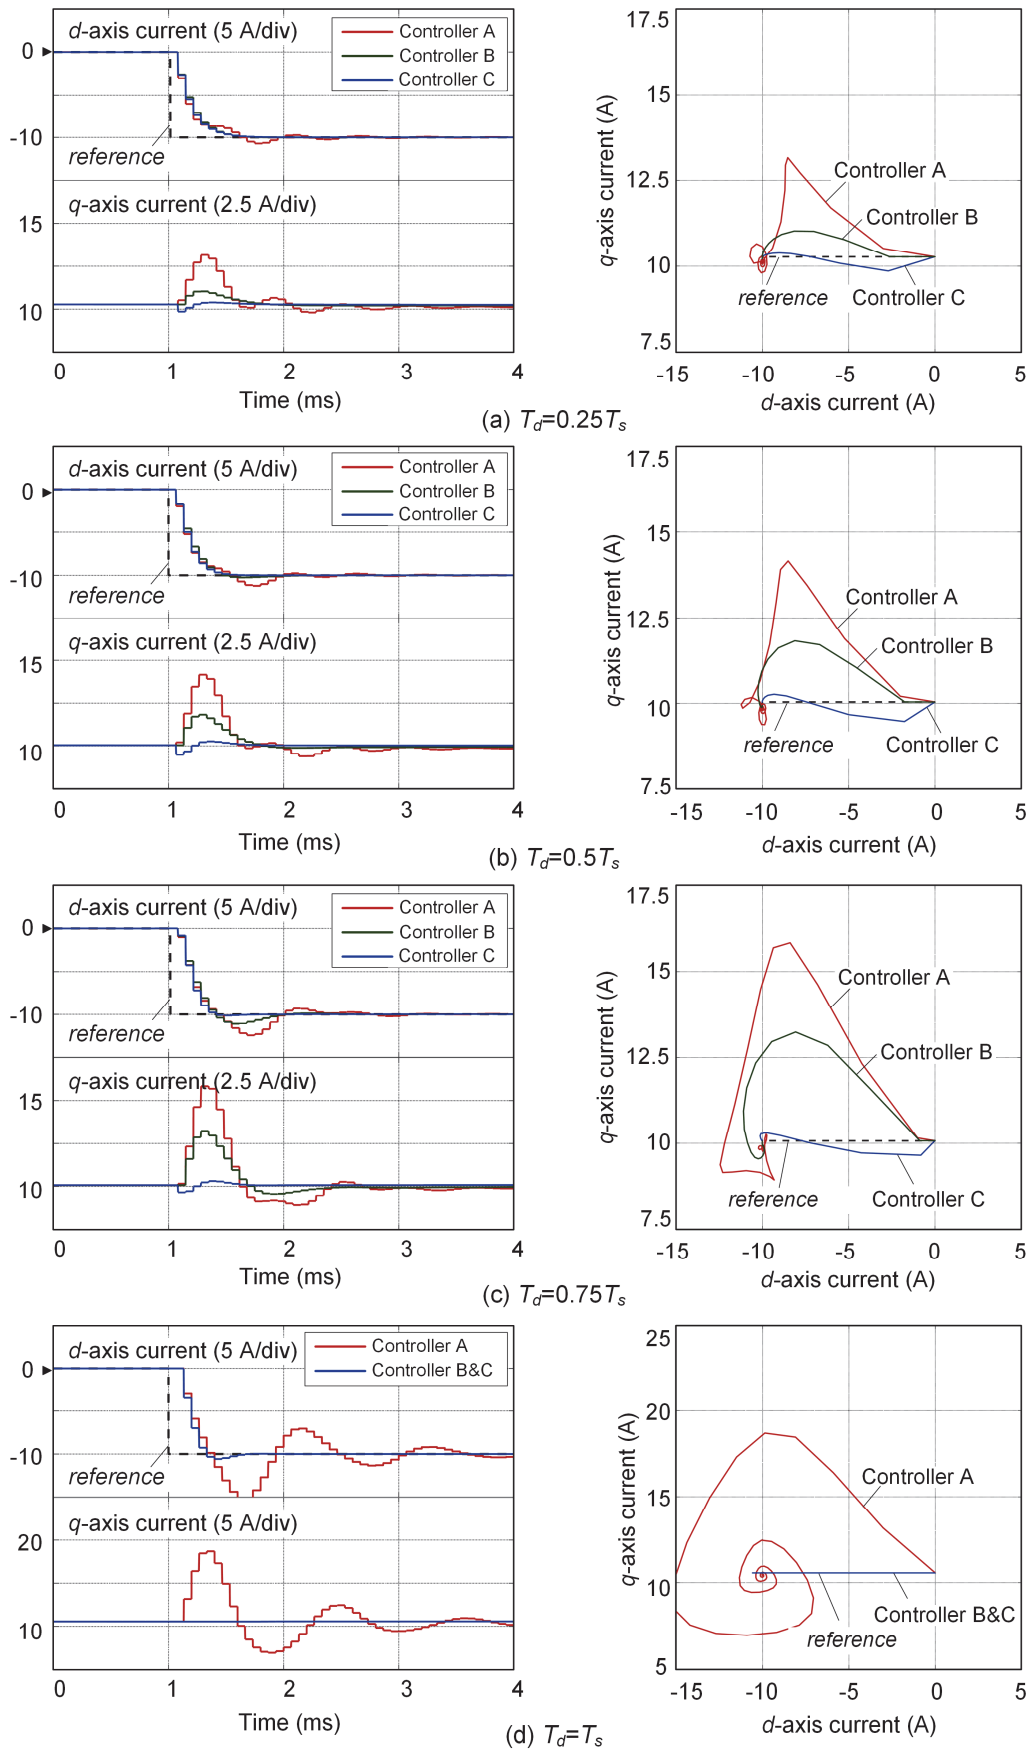 d-axis current (5 A/div)
Controller A
Controller B
Controller C
0
-10
reference
q-axis current (2.5 A/div)
15
10
0 1 2 3 4
Time (ms)
17.5
15
12.5
10
7.5
q-axis current (A)
Controller A
Controller B
reference
Controller C
-15 -10 -5 0 5
d-axis current (A)
(a) Td=0.25Ts
d-axis current (5 A/div)
Controller A
Controller B
Controller C
0
-10
reference
q-axis current (2.5 A/div)
15
10
0 1 2 3 4
Time (ms)
17.5
15
12.5
10
7.5
q-axis current (A)
Controller A
Controller B
reference
Controller C
-15 -10 -5 0 5
d-axis current (A)
(b) Td=0.5Ts
d-axis current (5 A/div)
Controller A
Controller B
Controller C
0
-10
reference
q-axis current (2.5 A/div)
15
10
0 1 2 3 4
Time (ms)
17.5
15
12.5
10
7.5
q-axis current (A)
Controller A
Controller B
reference
Controller C
-15 -10 -5 0 5
d-axis current (A)
(c) Td=0.75Ts
d-axis current (5 A/div)
Controller A
Controller B&C
0
-10
reference
q-axis current (5 A/div)
20
10
0 1 2 3 4
Time (ms)
25
20
15
10
5
q-axis current (A)
Controller A
Controller B&C
reference
-15 -10 -5 0 5
d-axis current (A)
(d) Td=Ts